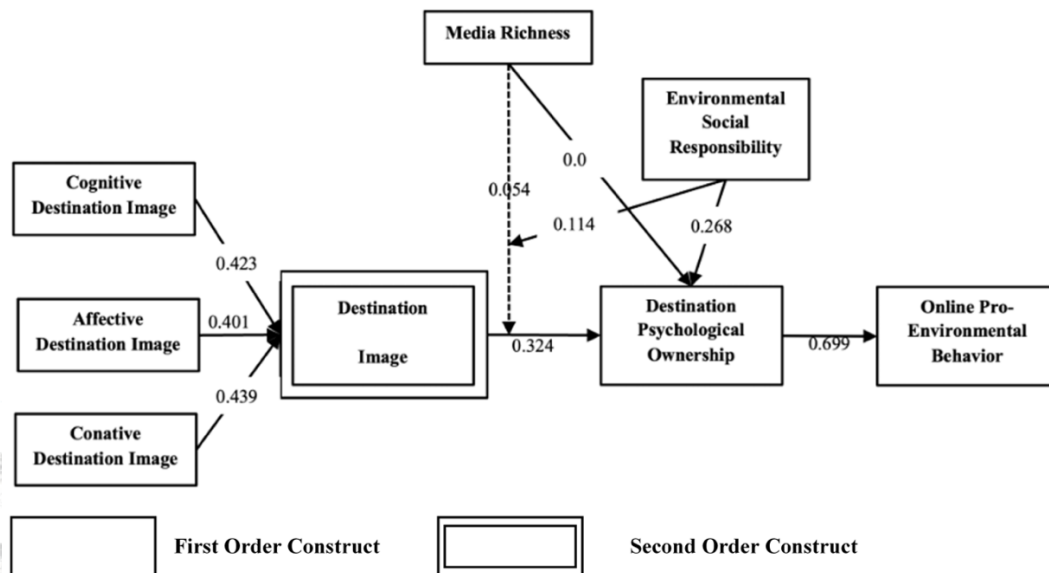 Media Richness
Environmental
Social
Responsibility
0.0
0.054
Cognitive
Destination Image
0.114
0.268
0.423
Affective
Destination Image
0.401
Destination
Image
0.324
Destination
Psychological
Ownership
0.699
Online Pro-
Environmental
Behavior
0.439
Conative
Destination Image
First Order Construct
Second Order Construct